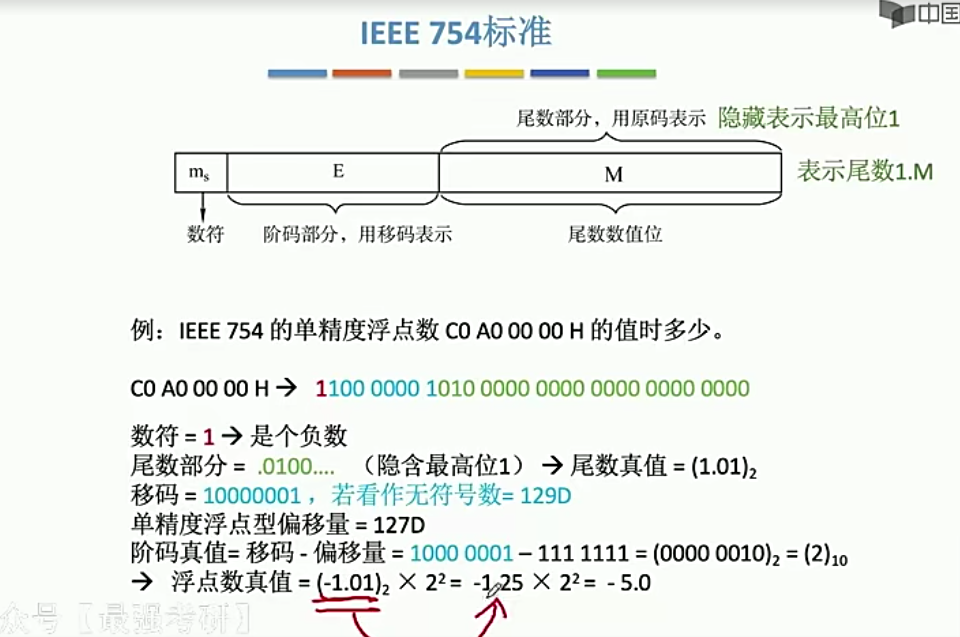 中国
IEEE 754标准
尾数部分，用原码表示 隐藏表示最高位1
mₛ E M 表示尾数1.M
数符 阶码部分，用移码表示 尾数数值位
例：IEEE 754 的单精度浮点数 C0 A0 00 00 H 的值时多少。
C0 A0 00 00 H → 1100 0000 1010 0000 0000 0000 0000 0000
数符 = 1 → 是个负数
尾数部分 = .0100.... （隐含最高位1） → 尾数真值 = (1.01)₂
移码 = 10000001 ，若看作无符号数= 129D
单精度浮点型偏移量 = 127D
阶码真值= 移码 - 偏移量 = 1000 0001 – 111 1111 = (0000 0010)₂ = (2)₁₀
→ 浮点数真值 = (-1.01)₂ × 2² = -1.25 × 2² = - 5.0
众号【最强考研】